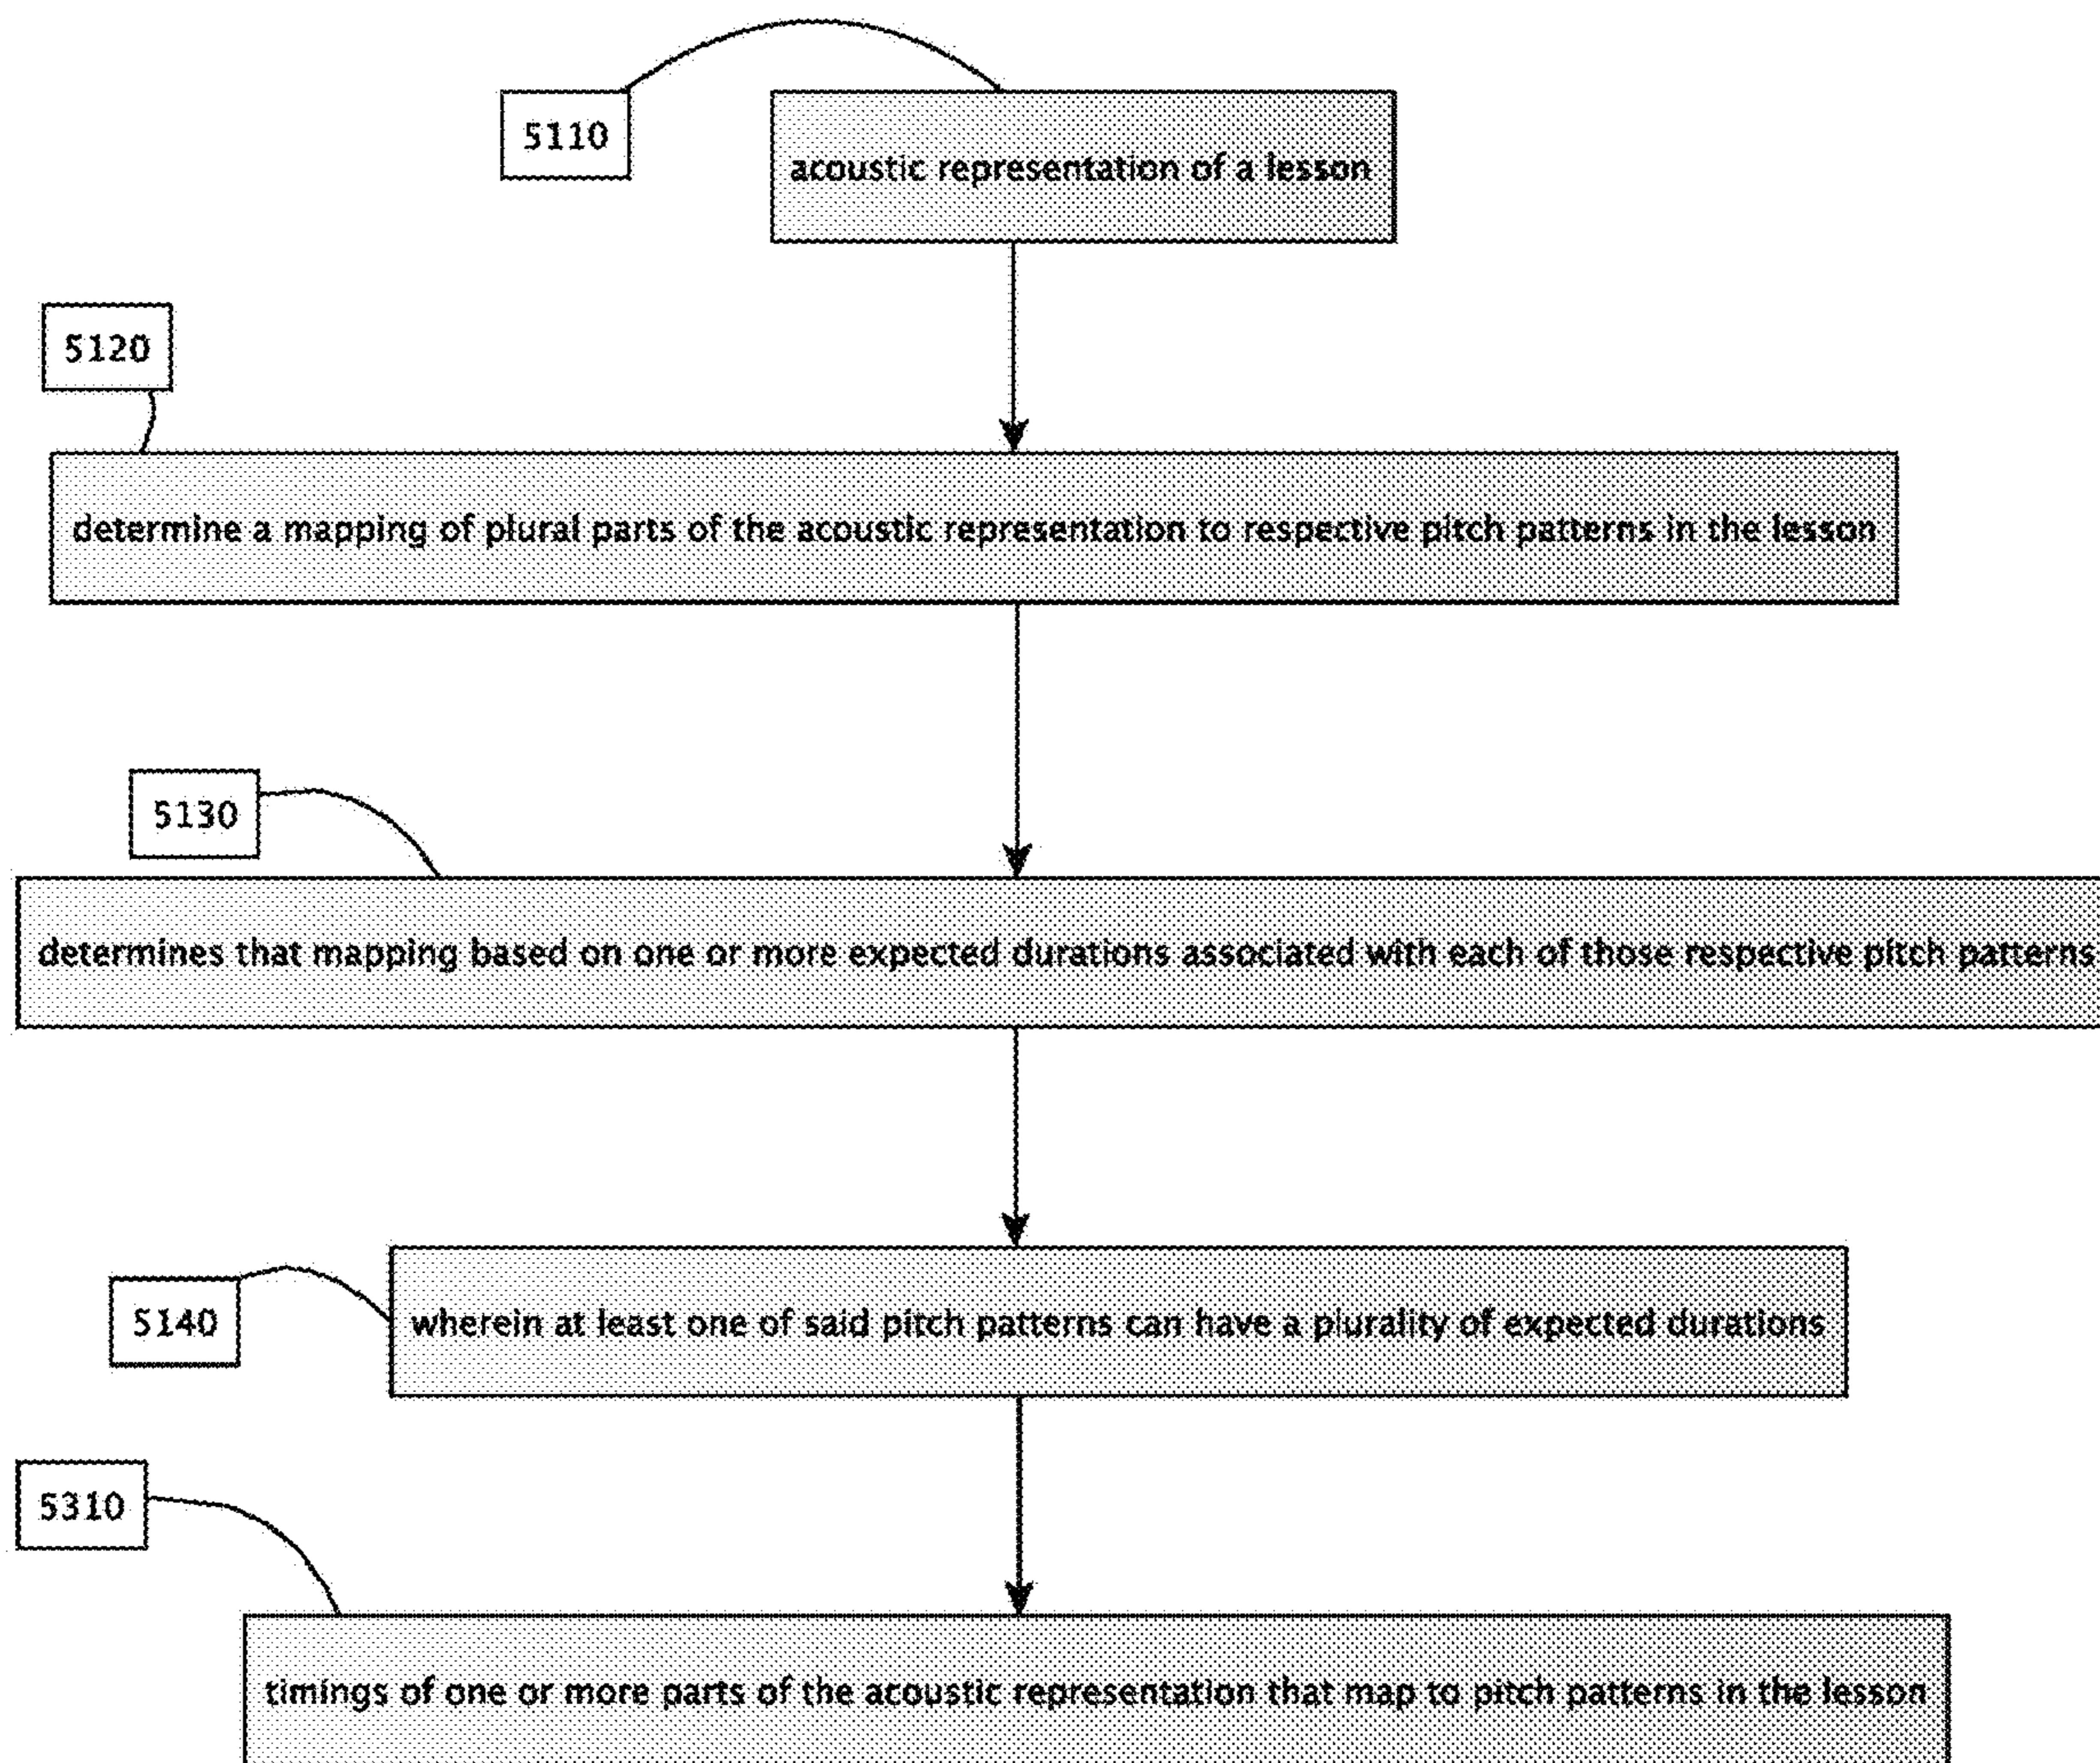 5110
acoustic representation of a lesson
5120
determine a mapping of plural parts of the acoustic representation to respective pitch patterns in the lesson
5130
determines that mapping based on one or more expected durations associated with each of those respective pitch patterns
5140
wherein at least one of said pitch patterns can have a plurality of expected durations
5310
timings of one or more parts of the acoustic representation that map to pitch patterns in the lesson